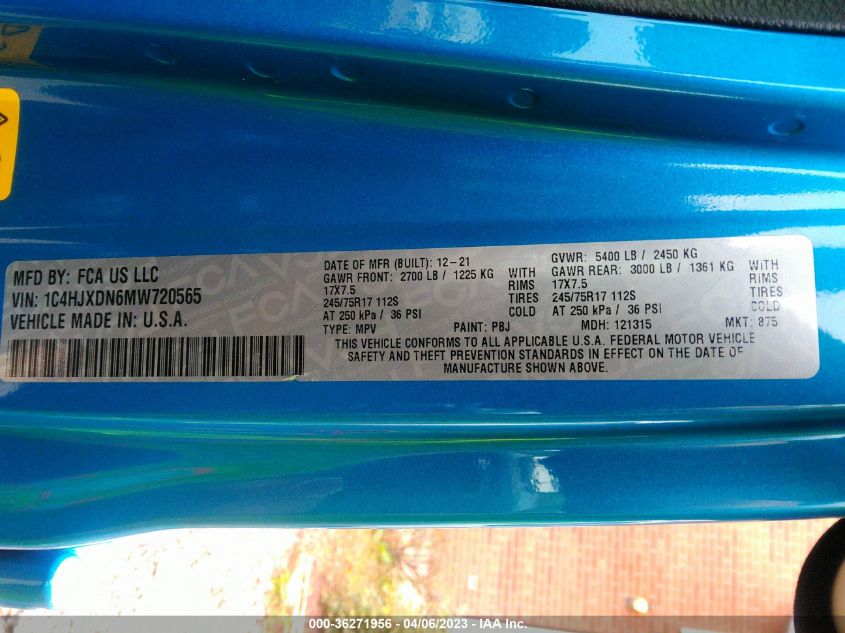 MFD BY: FCA US LLC
VIN: 1C4HJXDN6MW720565
VEHICLE MADE IN: U.S.A.
DATE OF MFR (BUILT): 12-21
GVWR: 5400 LB / 2450 KG
GAWR FRONT: 2700 LB / 1225 KG WITH GAWR REAR: 3000 LB / 1361 KG WITH
17X7.5 RIMS 17X7.5 RIMS
245/75R17 112S TIRES 245/75R17 112S TIRES
AT 250 kPa / 36 PSI COLD AT 250 kPa / 36 PSI COLD
TYPE: MPV PAINT: PBJ MDH: 121315 MKT: 875
THIS VEHICLE CONFORMS TO ALL APPLICABLE U.S.A. FEDERAL MOTOR VEHICLE
SAFETY AND THEFT PREVENTION STANDARDS IN EFFECT ON THE DATE OF
MANUFACTURE SHOWN ABOVE.
000-36271956 - 04/06/2023 - IAA Inc.